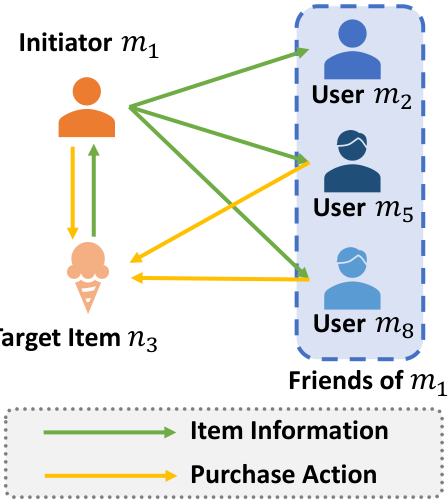 Initiator m₁
User m₂
User m₅
User m₈
Target Item n₃
Friends of m₁
Item Information
Purchase Action